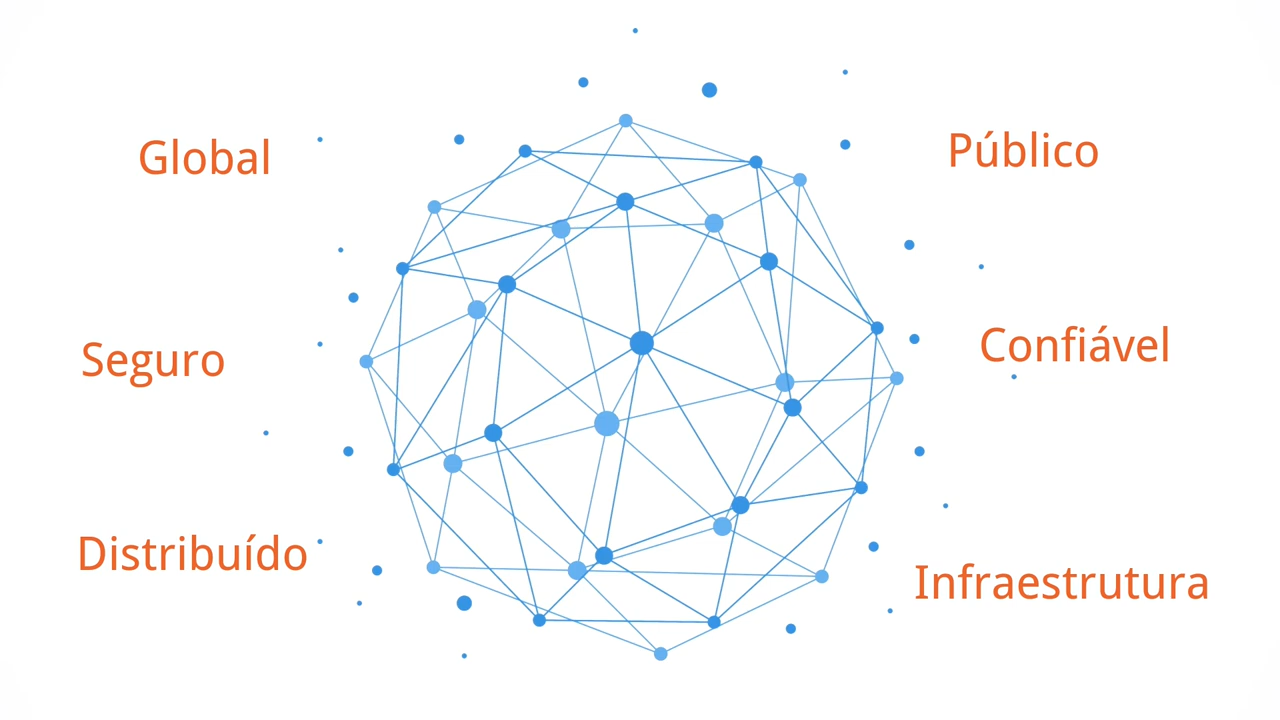 Global
Público
Seguro
Confiável
Distribuído
Infraestrutura